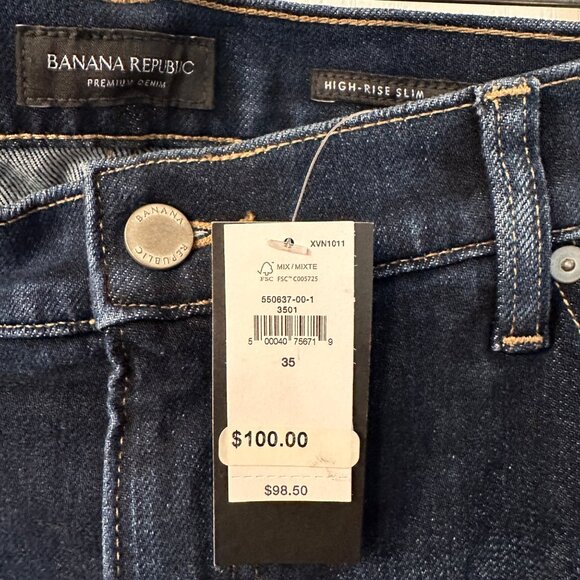 BANANA REPUBLIC
PREMIUM DENIM
HIGH-RISE SLIM
BANANA
REPUBLIC
XVN1011
MIX/MIXTE
FSC FSC™ C005725
550637-00-1
3501
5 00040 75671 9
35
$100.00
$98.50